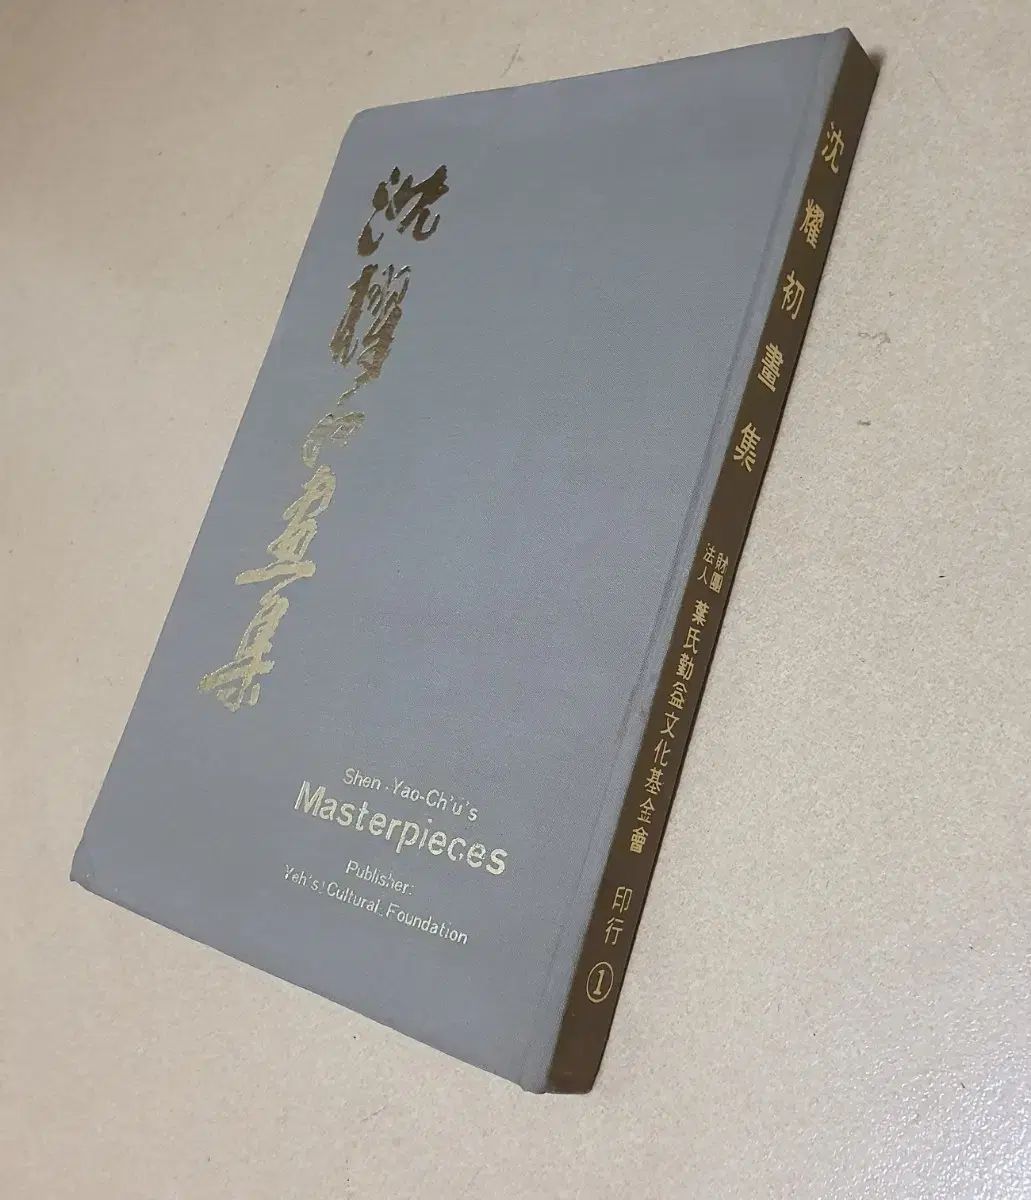 沈耀初畫集
Shen-Yao-Ch'u's
Masterpieces
Publisher:
Yeh's Cultural Foundation
沈耀初畫集
財團
法人
葉氏勤益文化基金會
印行
①